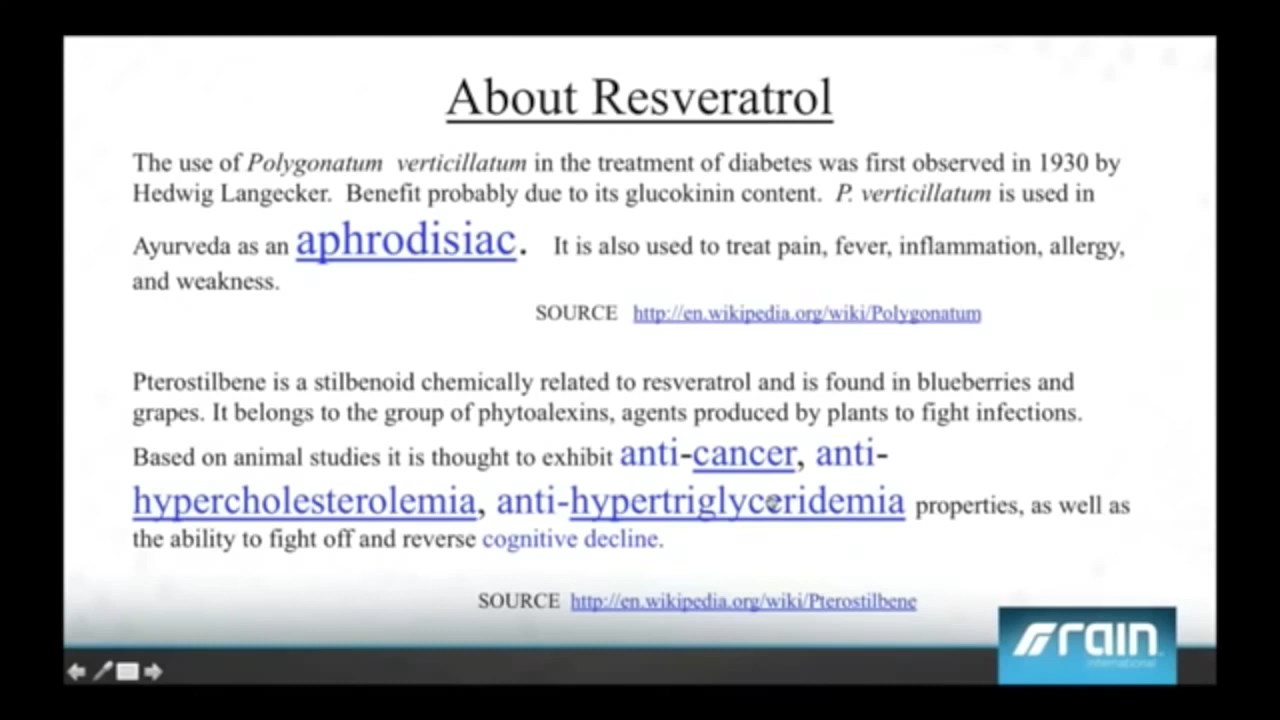 About Resveratrol
The use of Polygonatum verticillatum in the treatment of diabetes was first observed in 1930 by
Hedwig Langecker. Benefit probably due to its glucokinin content. P. verticillatum is used in
Ayurveda as an aphrodisiac. It is also used to treat pain, fever, inflammation, allergy,
and weakness.
SOURCE http://en.wikipedia.org/wiki/Polygonatum
Pterostilbene is a stilbenoid chemically related to resveratrol and is found in blueberries and
grapes. It belongs to the group of phytoalexins, agents produced by plants to fight infections.
Based on animal studies it is thought to exhibit anti-cancer, anti-
hypercholesterolemia, anti-hypertriglyceridemia properties, as well as
the ability to fight off and reverse cognitive decline.
SOURCE http://en.wikipedia.org/wiki/Pterostilbene
rain
international